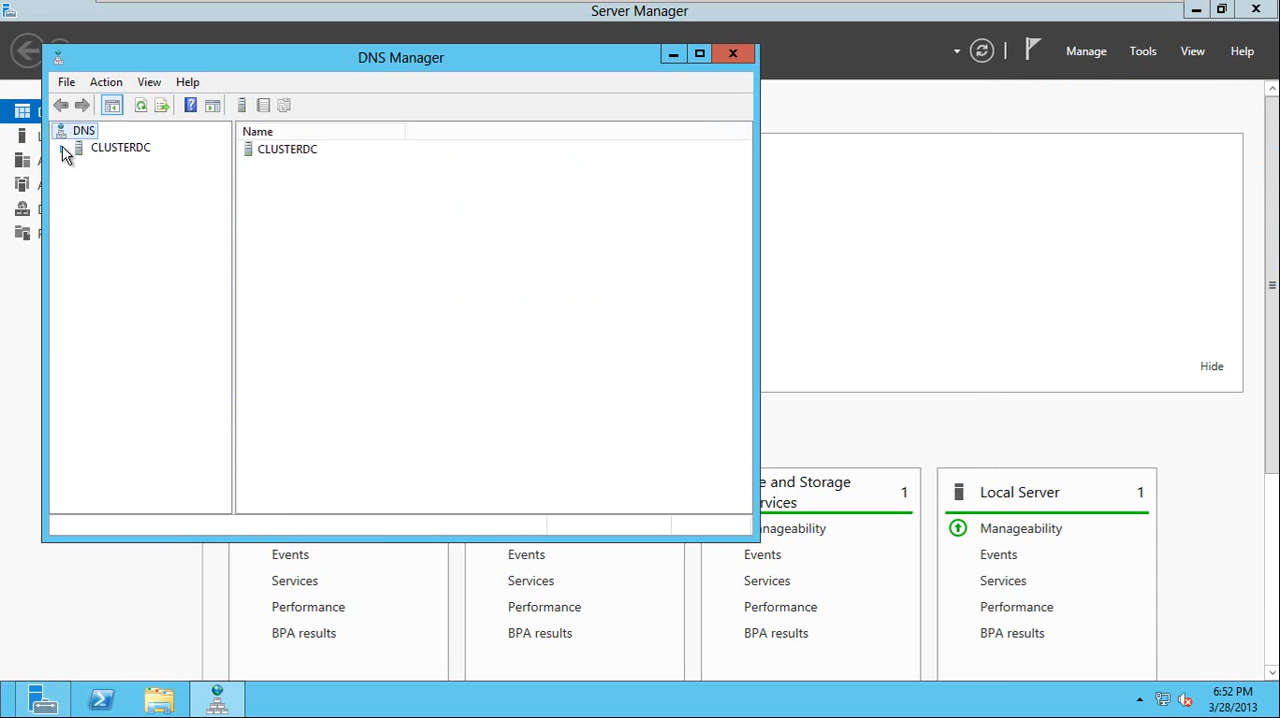 Server Manager
Manage Tools View Help
DNS Manager
File Action View Help
DNS
CLUSTERDC
Name
CLUSTERDC
Hide
and Storage 1
Local Server 1
Manageability
Events Events Events Events
Services Services Services Services
Performance Performance Performance Performance
BPA results BPA results BPA results BPA results
6:52 PM
3/28/2013